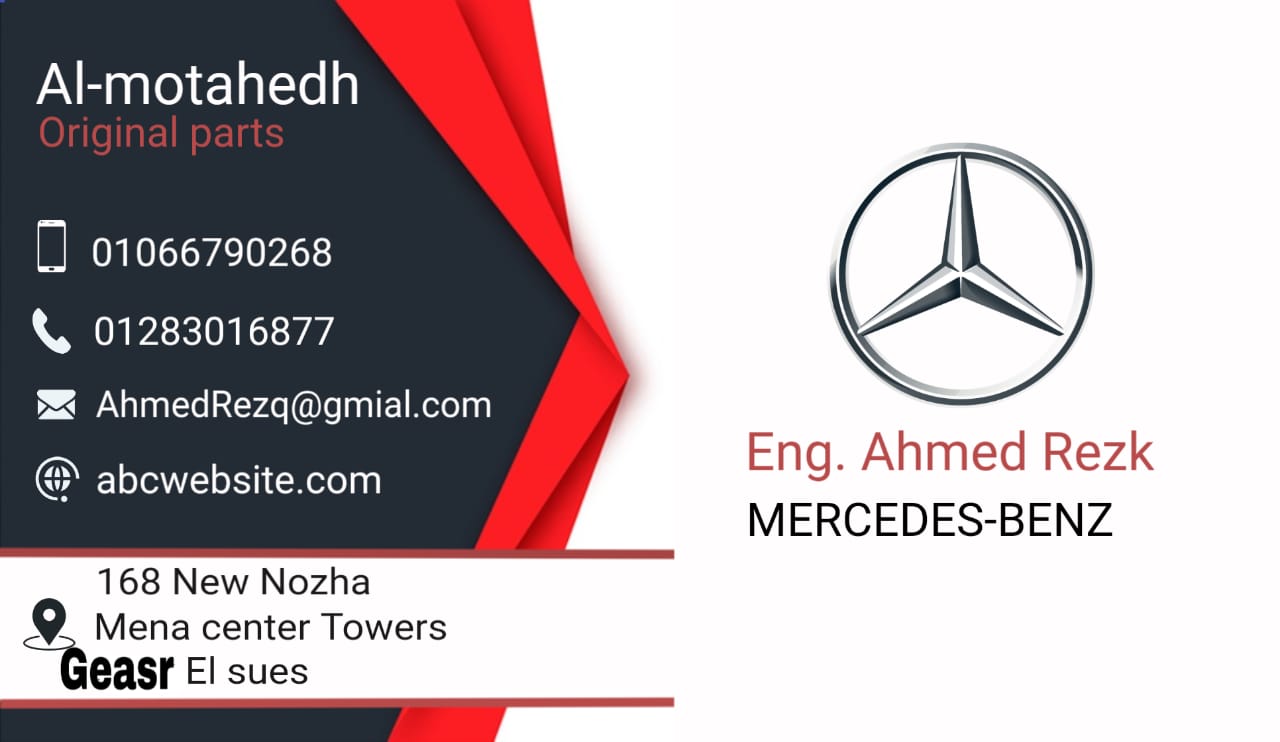 Al-motahedh
Original parts
01066790268
01283016877
AhmedRezq@gmial.com
abcwebsite.com
168 New Nozha
Mena center Towers
Geasr El sues
Eng. Ahmed Rezk
MERCEDES-BENZ